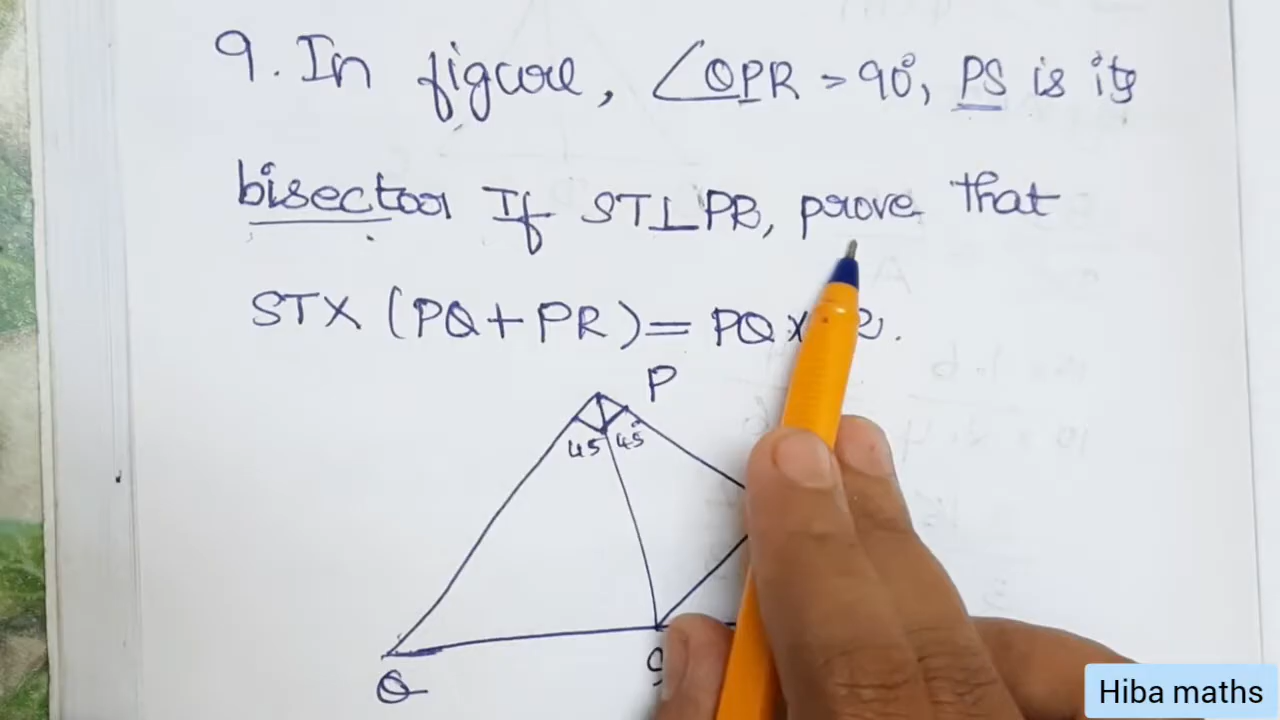 9. In figure, ∠QPR = 90°, PS is its
bisector If ST⊥PR, prove that
ST× (PQ+PR)= PQ ×
P
45 45°
Q
S
Hiba maths